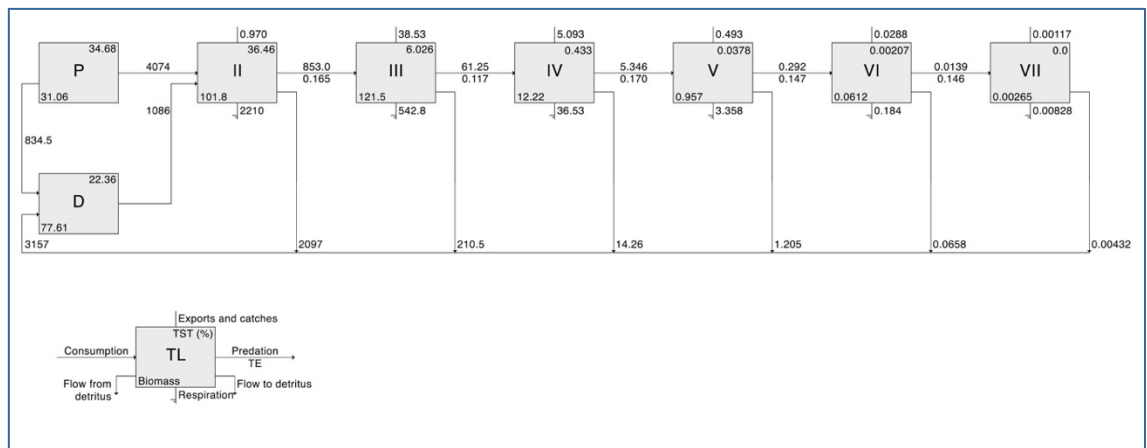 0.970
38.53
5.093
0.493
0.0288
0.00117
34.68
36.46
6.026
0.433
0.0378
0.00207
0.0
P
4074
II
853.0
0.165
III
61.25
0.117
IV
5.346
0.170
V
0.292
0.147
VI
0.0139
0.146
VII
31.06
101.8
121.5
12.22
0.957
0.0612
0.00265
1086
2210
542.8
36.53
3.358
0.184
0.00828
834.5
22.36
D
77.61
3157
2097
210.5
14.26
1.205
0.0658
0.00432
Exports and catches
TST (%)
Consumption
TL
Predation
TE
Biomass
Flow from
detritus
Respiration
Flow to detritus